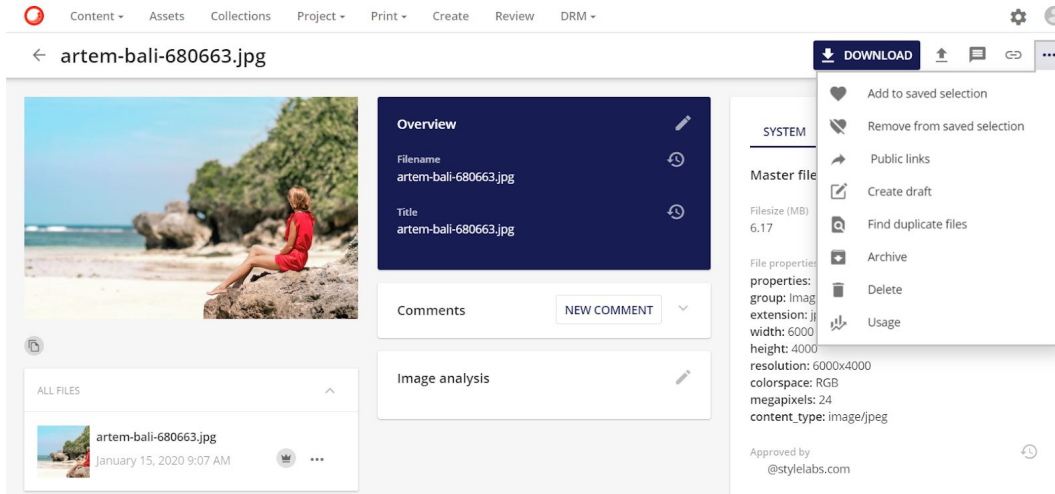 Content
Assets
Collections
Project
Print
Create
Review
DRM
artem-bali-680663.jpg
DOWNLOAD
Add to saved selection
Remove from saved selection
Public links
Create draft
Find duplicate files
Archive
Delete
Usage
ALL FILES
artem-bali-680663.jpg
January 15, 2020 9:07 AM
Overview
Filename
artem-bali-680663.jpg
Title
artem-bali-680663.jpg
Comments
NEW COMMENT
Image analysis
SYSTEM
Master file
Filesize (MB)
6.17
File properties
properties:
group: Imag
extension: j
width: 6000
height: 4000
resolution: 6000x4000
colorspace: RGB
megapixels: 24
content_type: image/jpeg
Approved by
@stylelabs.com